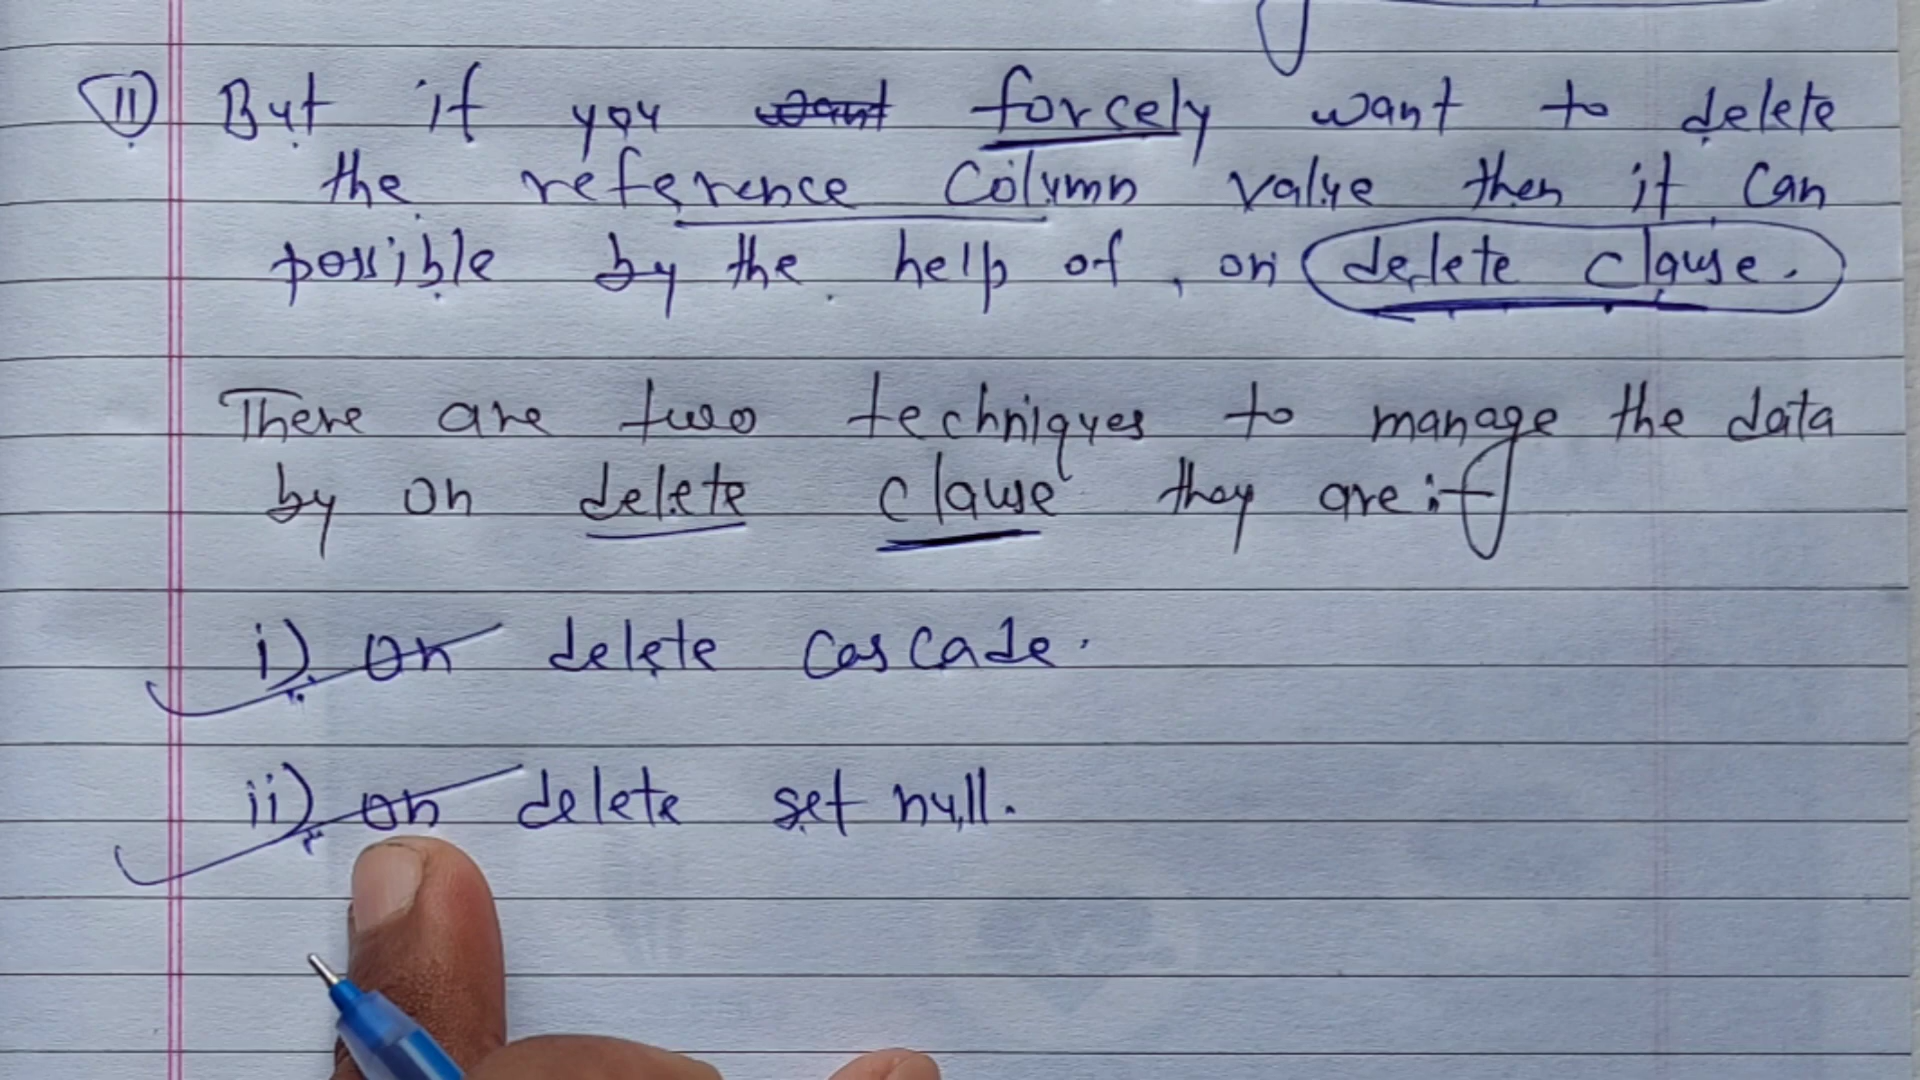 (II) But if you want forcely want to delete
the reference Column value then it can
possible by the help of, on delete clause.
There are two techniques to manage the data
by on delete clause they are:-
i). On delete cascade.
ii). on delete set null.